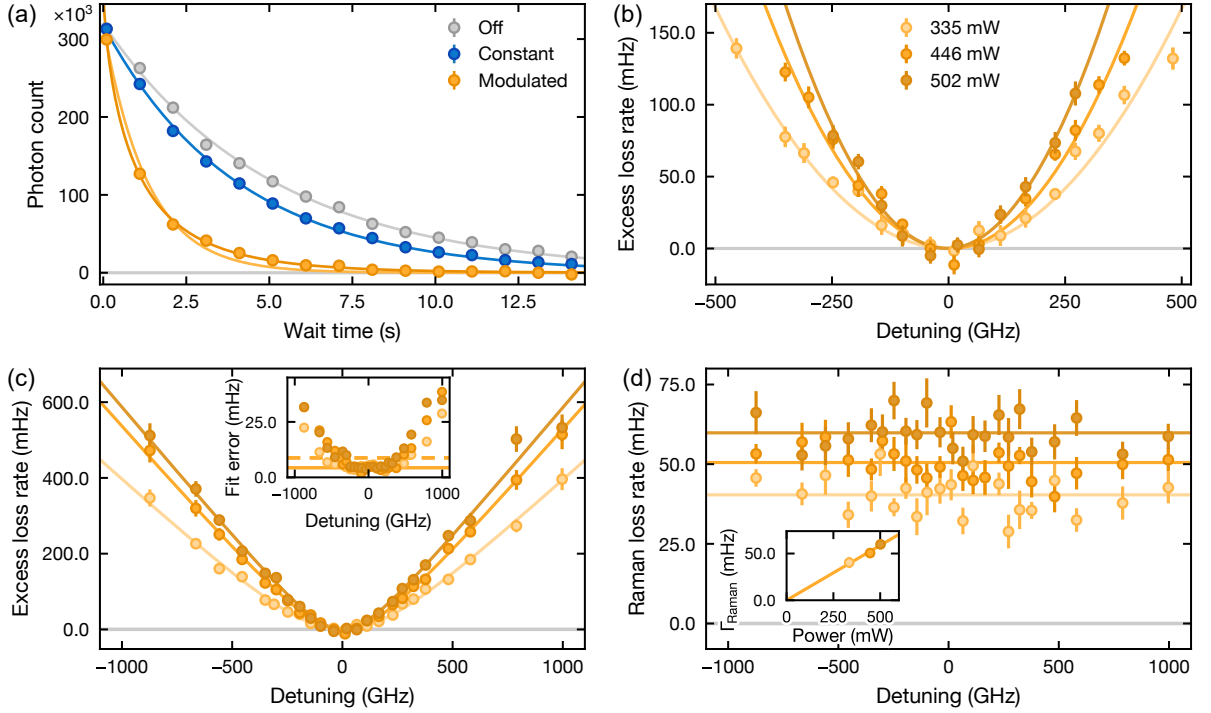 (a)
×10³
300
200
100
0
Photon count
Off
Constant
Modulated
0.0 2.5 5.0 7.5 10.0 12.5
Wait time (s)
(b)
150.0
100.0
50.0
0.0
Excess loss rate (mHz)
335 mW
446 mW
502 mW
−500 −250 0 250 500
Detuning (GHz)
(c)
600.0
400.0
200.0
0.0
Excess loss rate (mHz)
25.0
0.0
Fit error (mHz)
−1000 0 1000
Detuning (GHz)
−1000 −500 0 500 1000
Detuning (GHz)
(d)
75.0
50.0
25.0
0.0
Raman loss rate (mHz)
50.0
0.0
ΓRaman (mHz)
0 500
Power (mW)
−1000 −500 0 500 1000
Detuning (GHz)